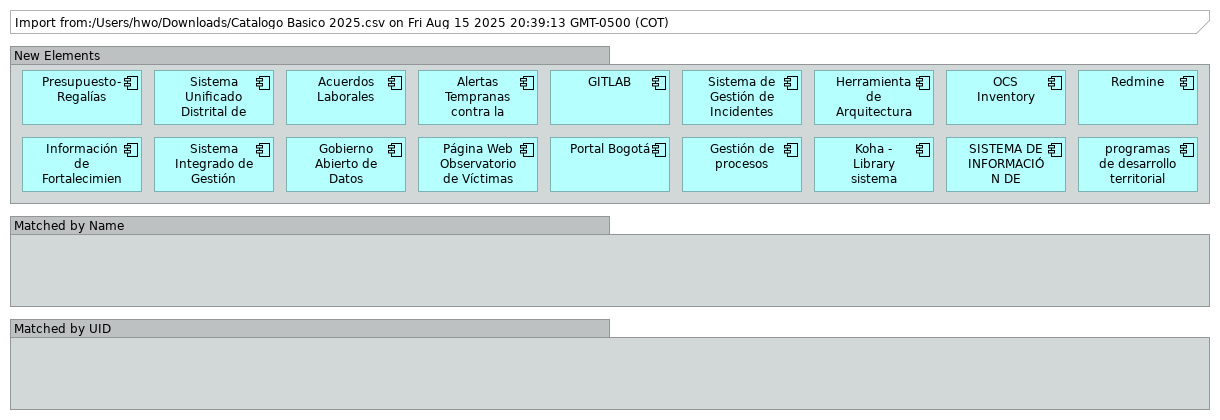 Import from:/Users/hwo/Downloads/Catalogo Basico 2025.csv on Fri Aug 15 2025 20:39:13 GMT-0500 (COT)
New Elements
Presupuesto-
Regalías
Sistema
Unificado
Distrital de
Acuerdos
Laborales
Alertas
Tempranas
contra la
GITLAB
Sistema de
Gestión de
Incidentes
Herramienta
de
Arquitectura
OCS
Inventory
Redmine
Información
de
Fortalecimien
Sistema
Integrado de
Gestión
Gobierno
Abierto de
Datos
Página Web
Observatorio
de Víctimas
Portal Bogotá
Gestión de
procesos
Koha -
Library
sistema
SISTEMA DE
INFORMACIÓ
N DE
programas
de desarrollo
territorial
Matched by Name
Matched by UID